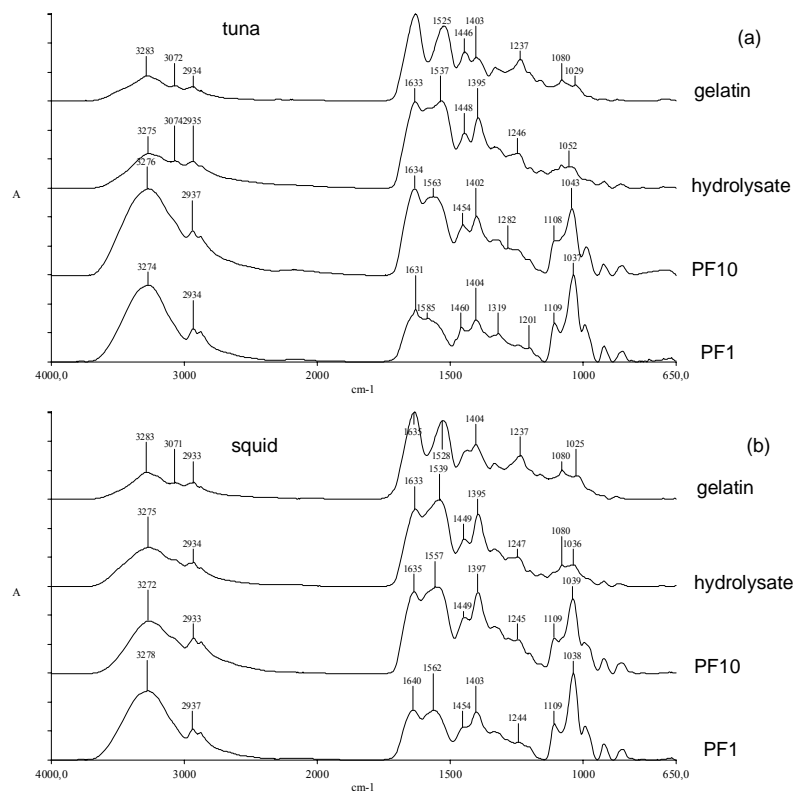 tuna
(a)
3283 3072 2934 1525 1446 1403 1237 1080 1029
gelatin
3275 3074 2935 1633 1537 1448 1395 1246 1052
hydrolysate
A
3276 2937 1634 1563 1454 1402 1282 1108 1043
PF10
3274 2934 1631 1585 1460 1404 1319 1201 1109 1037
PF1
4000,0 3000 2000 1500 1000 650,0
cm-1
squid
(b)
3283 3071 2933 1635 1528 1404 1237 1080 1025
gelatin
3275 2934 1633 1539 1449 1395 1247 1080 1036
hydrolysate
A
3272 2933 1635 1557 1449 1397 1245 1109 1039
PF10
3278 2937 1640 1562 1454 1403 1244 1109 1038
PF1
4000,0 3000 2000 1500 1000 650,0
cm-1